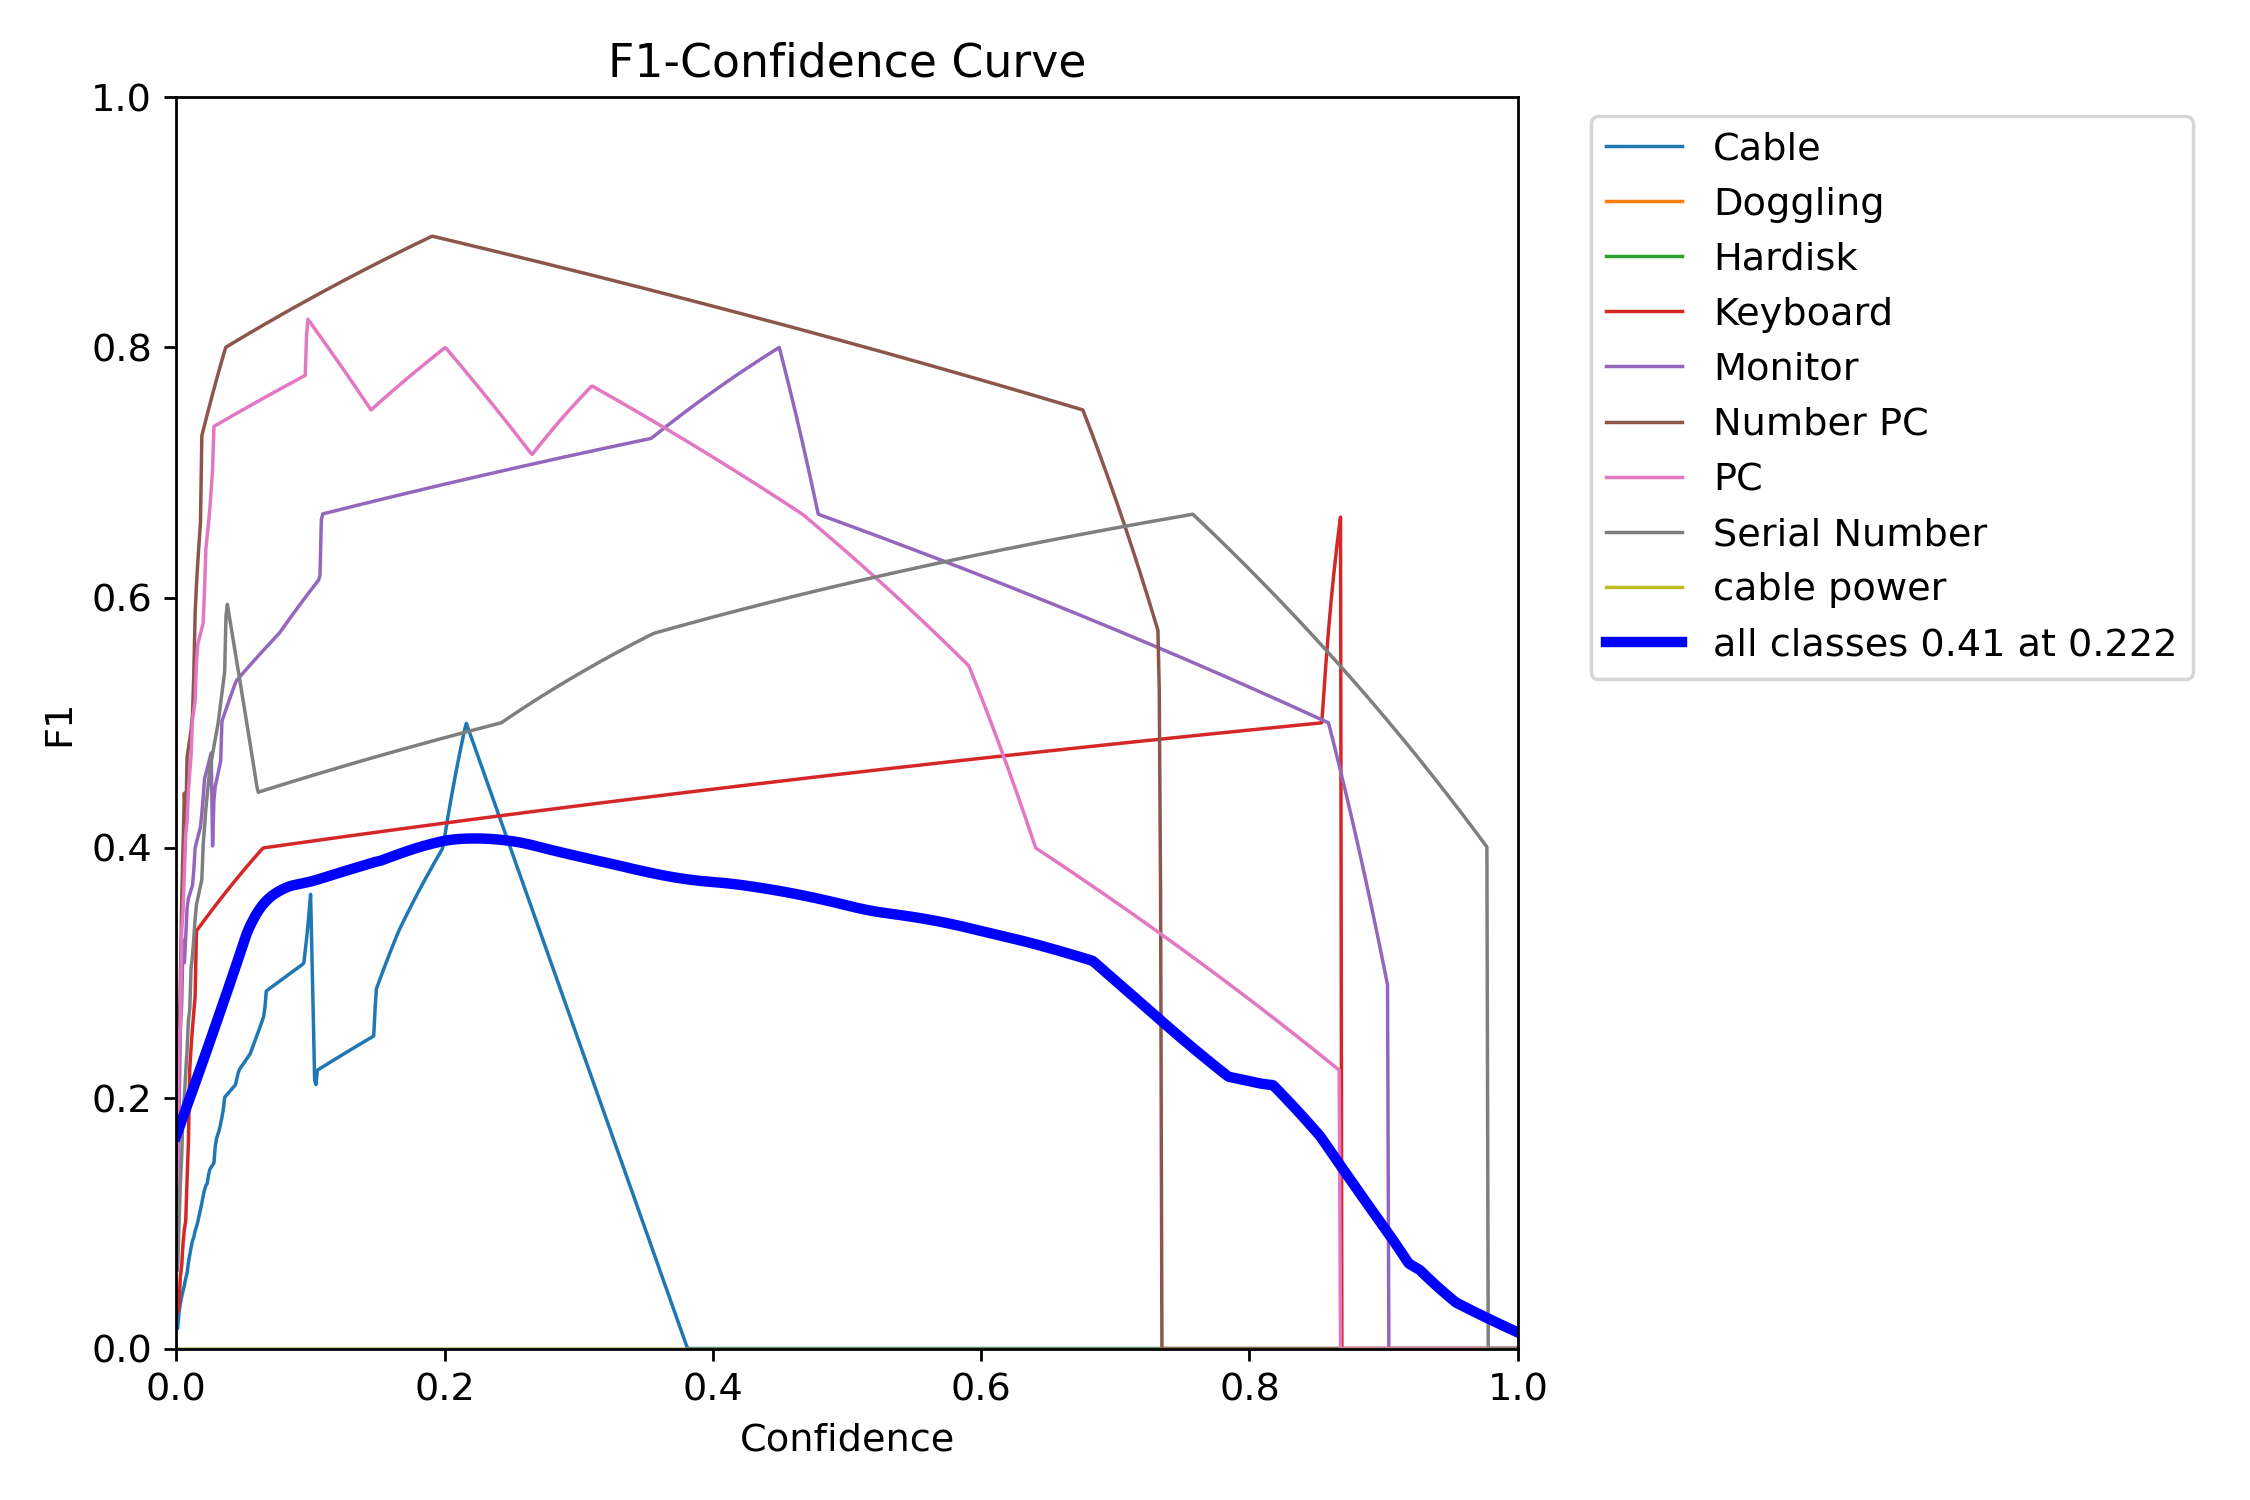 F1-Confidence Curve
1.0
0.8
0.6
0.4
0.2
0.0
F1
0.0 0.2 0.4 0.6 0.8 1.0
Confidence
Cable
Doggling
Hardisk
Keyboard
Monitor
Number PC
PC
Serial Number
cable power
all classes 0.41 at 0.222